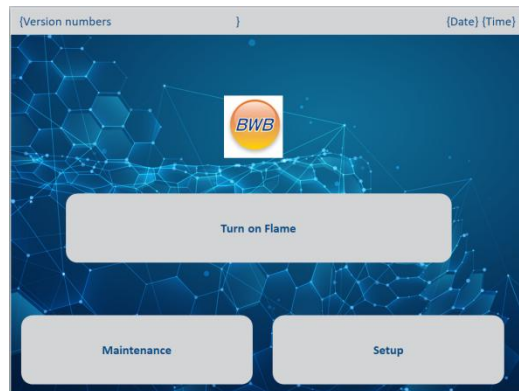 {Version numbers } {Date} {Time}
BWB
Turn on Flame
Maintenance Setup